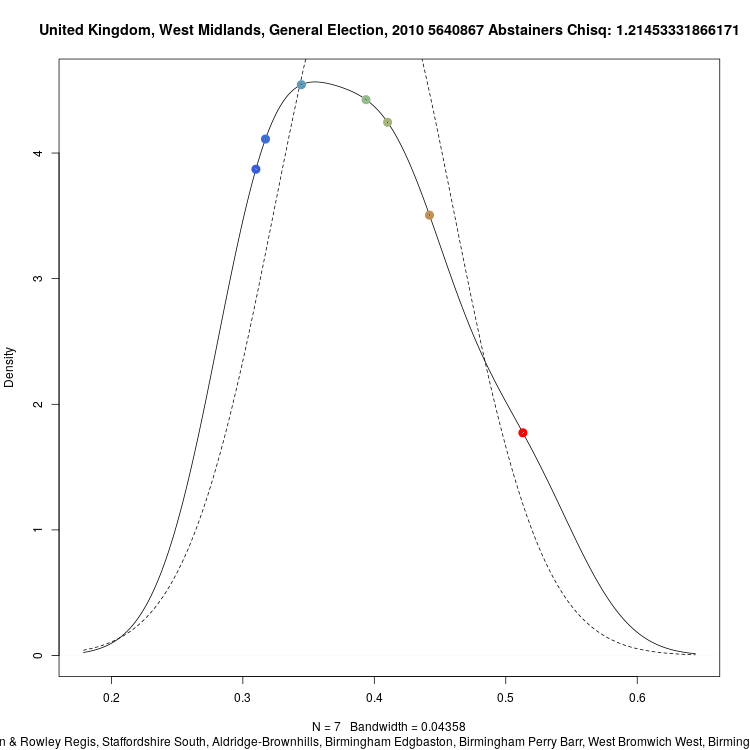 United Kingdom, West Midlands, General Election, 2010 5640867 Abstainers Chisq: 1.21453331866171
Density
4
3
2
1
0
0.2 0.3 0.4 0.5 0.6
N = 7 Bandwidth = 0.04358
n & Rowley Regis, Staffordshire South, Aldridge-Brownhills, Birmingham Edgbaston, Birmingham Perry Barr, West Bromwich West, Birming